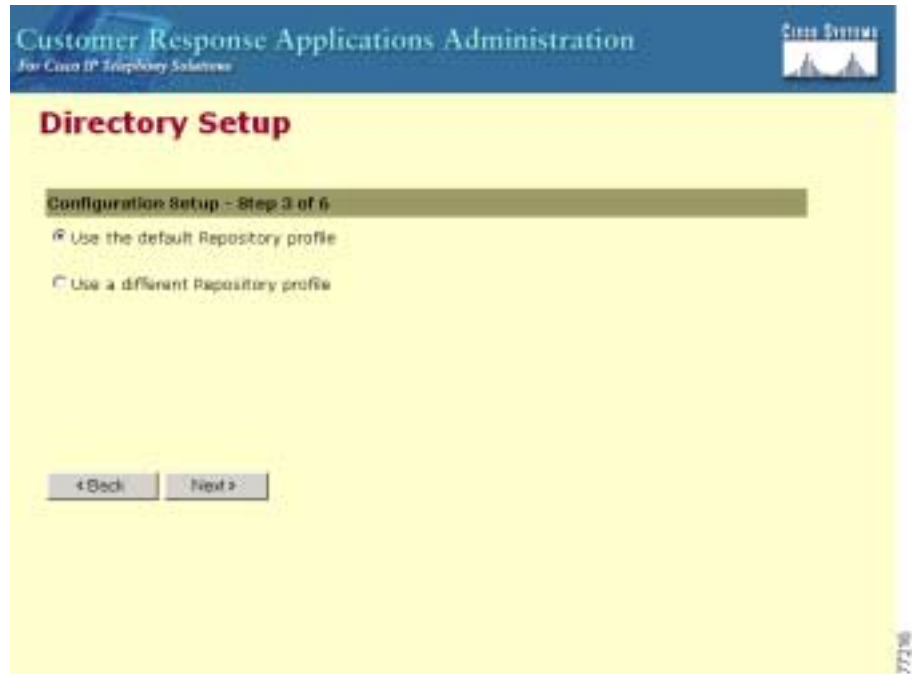 Customer Response Applications Administration
For Cisco IP Telephony Solutions
CISCO SYSTEMS
Directory Setup
Configuration Setup - Step 3 of 6
Use the default Repository profile
Use a different Repository profile
<Back Next>
77216